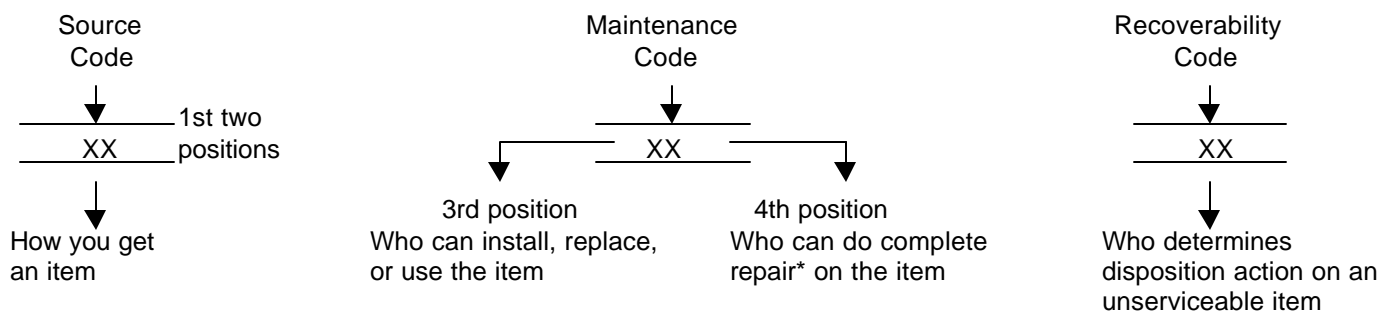 Source
Code
1st two
XX
positions
How you get
an item
Maintenance
Code
XX
3rd position
Who can install, replace,
or use the item
4th position
Who can do complete
repair* on the item
Recoverability
Code
XX
Who determines
disposition action on an
unserviceable item